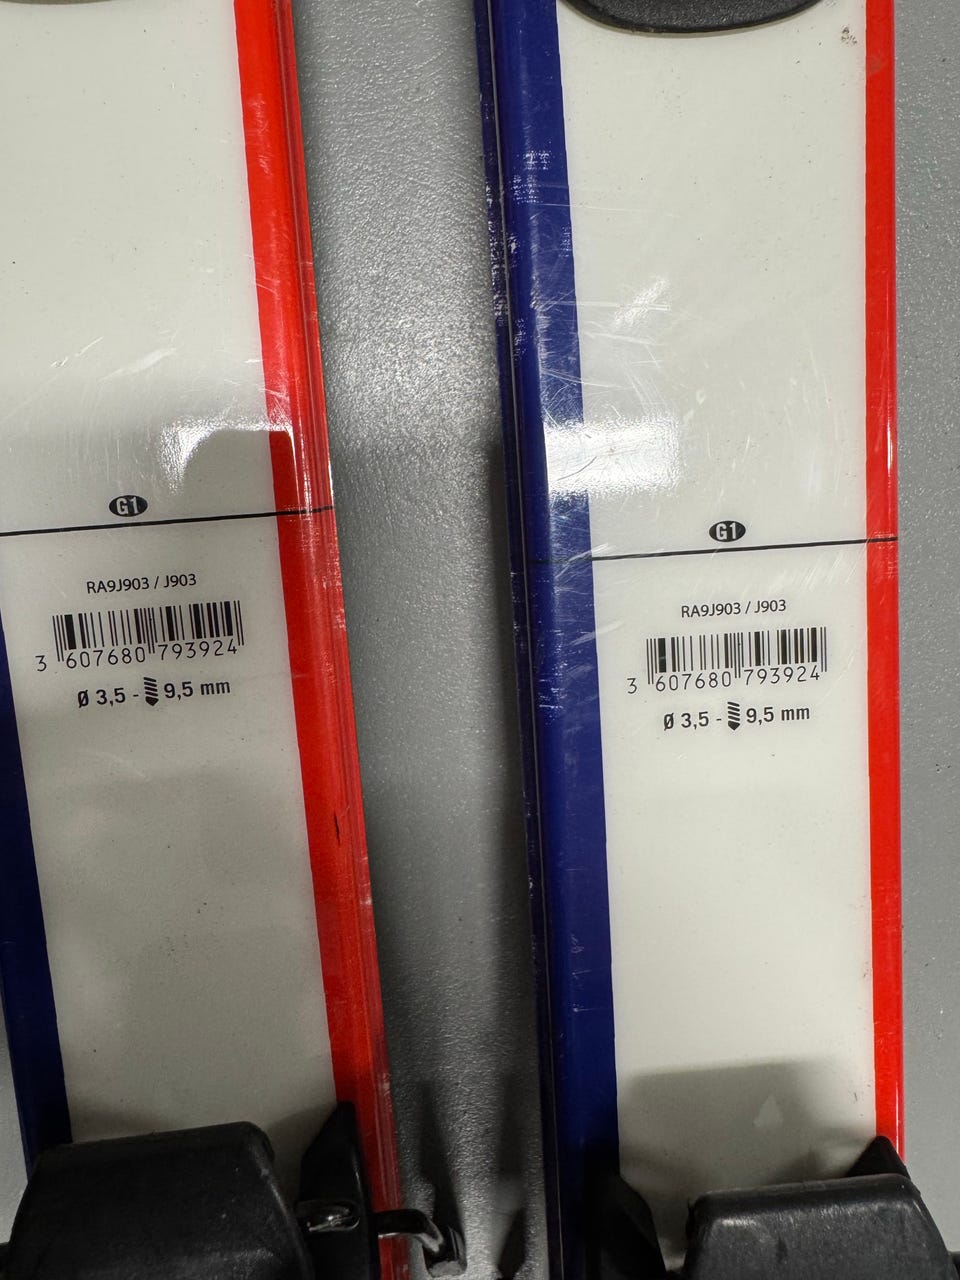 G1
RA9J903 / J903
3 607680 793924
Ø 3,5 - 9,5 mm
G1
RA9J903 / J903
3 607680 793924
Ø 3,5 - 9,5 mm